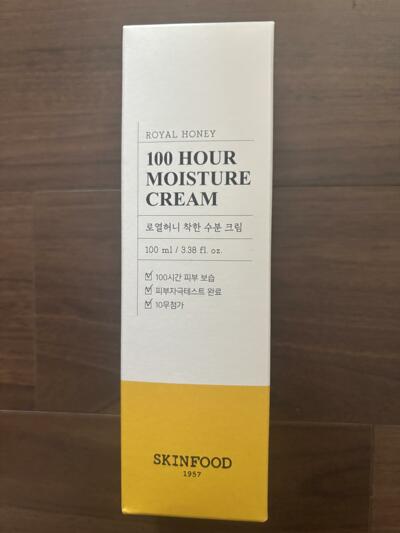 ROYAL HONEY
100 HOUR
MOISTURE
CREAM
로열허니 착한 수분 크림
100 ml / 3.38 fl. oz.
100시간 피부 보습
피부자극테스트 완료
10무첨가
SKINFOOD
1957